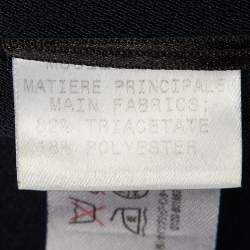 MATIERE PRINCIPALE
MAIN FABRICS:
82% TRIACETATE
18% POLYESTER